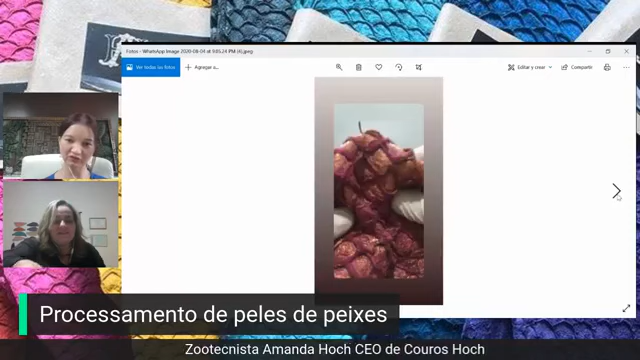 Fotos - WhatsApp Image 2020-08-04 at 9.05.24 PM (4).jpeg
Ver todas las fotos
Agregar a...
Editar y crear
Compartir
Processamento de peles de peixes
Zootecnista Amanda Hoch CEO de Couros Hoch